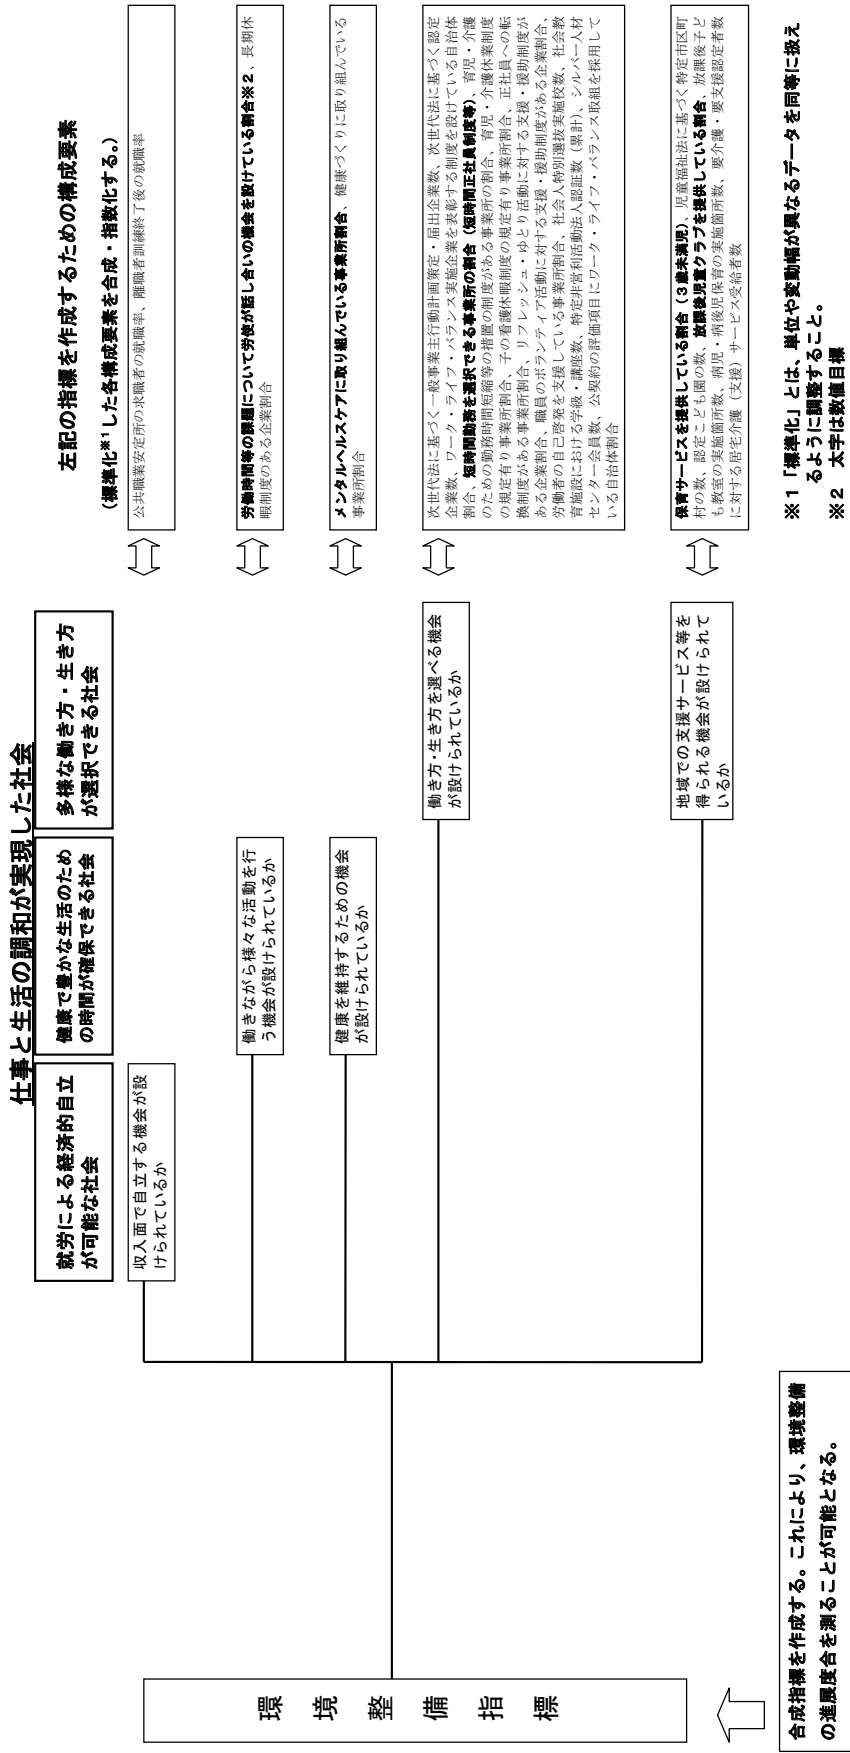 仕事と生活の調和が実現した社会
就労による経済的自立
が可能な社会
健康で豊かな生活のため
の時間が確保できる社会
多様な働き方・生き方
が選択できる社会
左記の指標を作成するための構成要素
(標準化※1した各構成要素を合成・指数化する。)
環境整備指標
収入面で自立する機会が設
けられているか
公共職業安定所の求職者の就職率、離職者訓練終了後の就職率
働きながら様々な活動を行
う機会が設けられているか
労働時間等の課題について労使が話し合いの機会を設けている割合※2、長期休
暇制度のある企業割合
健康を維持するための機会
が設けられているか
メンタルヘルスケアに取り組んでいる事業所割合、健康づくりに取り組んでいる
事業所割合
働き方・生き方を選べる機会
が設けられているか
次世代法に基づく一般事業主行動計画策定・届出企業数、次世代法に基づく認定
企業数、ワーク・ライフ・バランス実施企業を表彰する制度を設けている自治体
割合、短時間勤務を選択できる事業所の割合（短時間正社員制度等）、育児・介護
のための勤務時間短縮等の措置の制度がある事業所の割合、育児・介護休業制度
の規定有り事業所割合、子の看護休暇制度の規定有り事業所割合、正社員への転
換制度がある事業所割合、リフレッシュ・ゆとり活動に対する支援・援助制度が
ある企業割合、職員のボランティア活動に対する支援・援助制度がある企業割合、
労働者の自己啓発を支援している事業所割合、社会人特別選抜実施校数、社会教
育施設における学級・講座数、特定非営利活動法人認証数（累計）、シルバー人材
センター会員数、公契約の評価項目にワーク・ライフ・バランス取組を採用して
いる自治体割合
地域での支援サービス等を
得られる機会が設けられて
いるか
保育サービスを提供している割合（３歳未満児）、児童福祉法に基づく特定市区町
村の数、認定こども園の数、放課後児童クラブを提供している割合、放課後子ど
も教室の実施箇所数、病児・病後児保育の実施箇所数、要介護・要支援認定者数
に対する居宅介護（支援）サービス受給者数
合成指標を作成する。これにより、環境整備
の進展度合を測ることが可能となる。
※１「標準化」とは、単位や変動幅が異なるデータを同等に扱え
るように調整すること。
※２　太字は数値目標